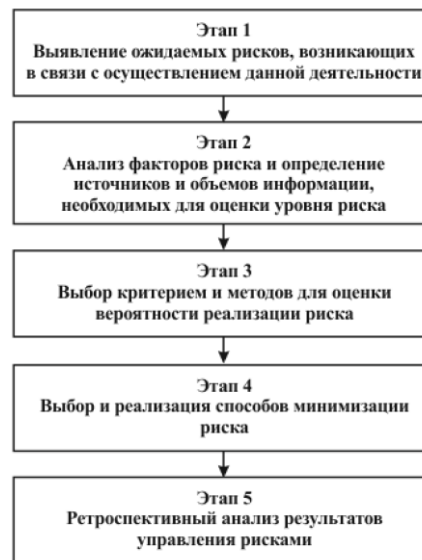 Этап 1
Выявление ожидаемых рисков, возникающих
в связи с осуществлением данной деятельности
Этап 2
Анализ факторов риска и определение
источников и объемов информации,
необходимых для оценки уровня риска
Этап 3
Выбор критерием и методов для оценки
вероятности реализации риска
Этап 4
Выбор и реализация способов минимизации
риска
Этап 5
Ретроспективный анализ результатов
управления рисками